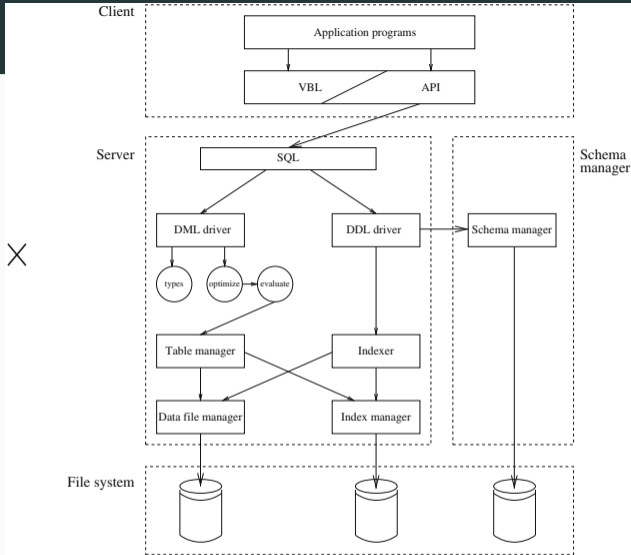 Client
Application programs
VBL
API
Server
SQL
Schema
manager
DML driver
DDL driver
Schema manager
types
optimize
evaluate
Table manager
Indexer
Data file manager
Index manager
File system